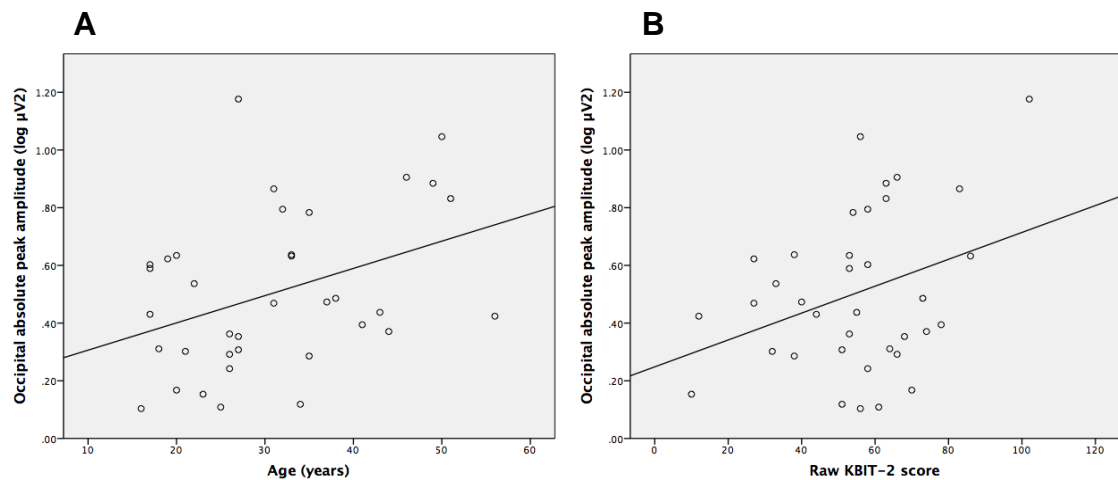 A
Occipital absolute peak amplitude (log µV2)
1.20
1.00
.80
.60
.40
.20
.00
10 20 30 40 50 60
Age (years)
B
Occipital absolute peak amplitude (log µV2)
1.20
1.00
.80
.60
.40
.20
.00
0 20 40 60 80 100 120
Raw KBIT-2 score